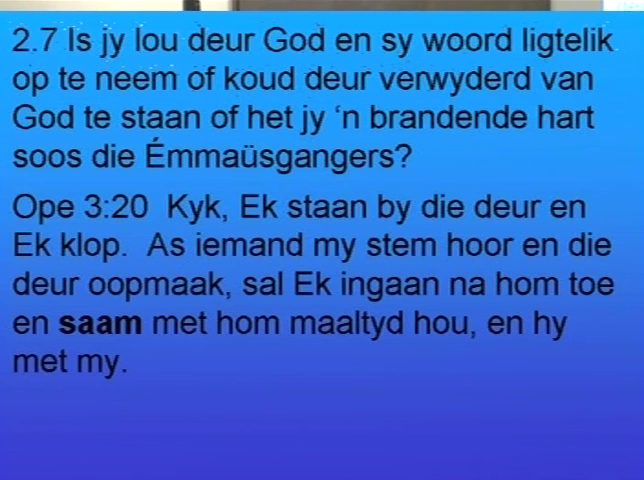 2.7 Is jy lou deur God en sy woord ligtelik
op te neem of koud deur verwyderd van
God te staan of het jy ‘n brandende hart
soos die Émmaüsgangers?
Ope 3:20 Kyk, Ek staan by die deur en
Ek klop. As iemand my stem hoor en die
deur oopmaak, sal Ek ingaan na hom toe
en saam met hom maaltyd hou, en hy
met my.